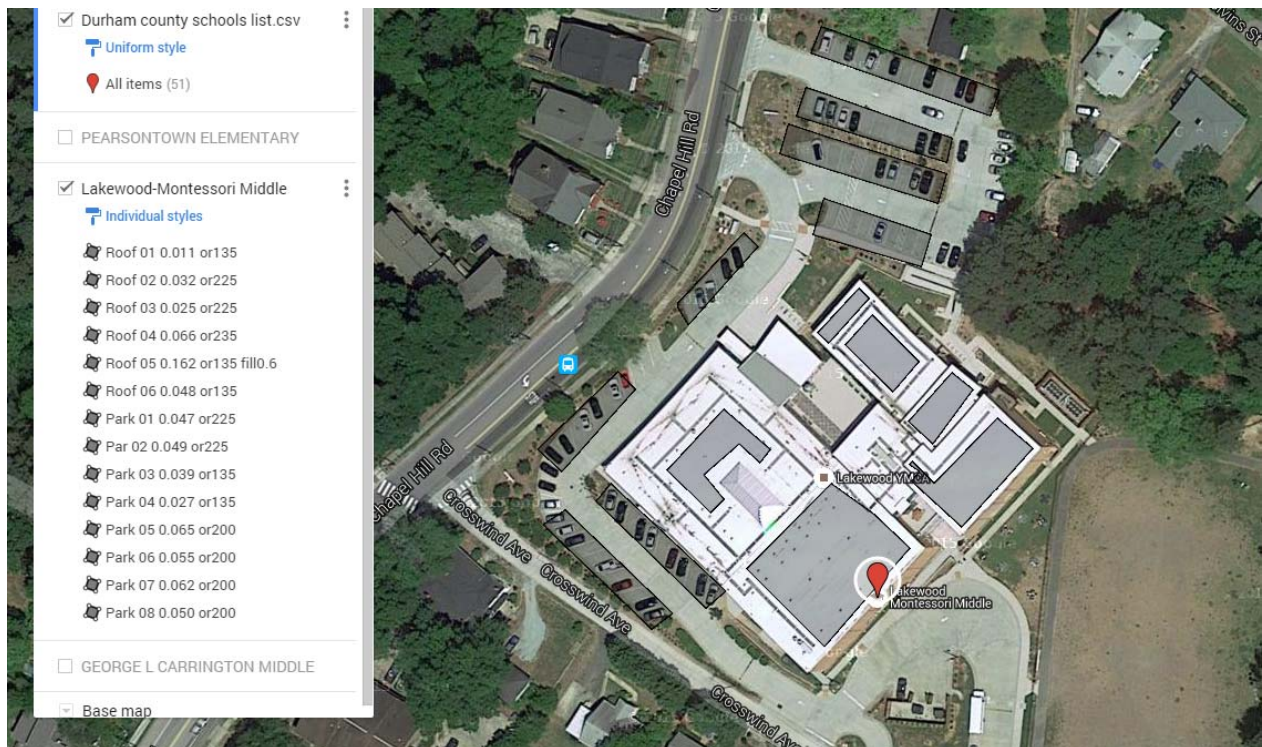 Durham county schools list.csv
Uniform style
All items (51)
PEARSONTOWN ELEMENTARY
Lakewood-Montessori Middle
Individual styles
Roof 01 0.011 or135
Roof 02 0.032 or225
Roof 03 0.025 or225
Roof 04 0.066 or235
Roof 05 0.162 or135 fill0.6
Roof 06 0.048 or135
Park 01 0.047 or225
Par 02 0.049 or225
Park 03 0.039 or135
Park 04 0.027 or135
Park 05 0.065 or200
Park 06 0.055 or200
Park 07 0.062 or200
Park 08 0.050 or200
GEORGE L CARRINGTON MIDDLE
Base map
Chapel Hill Rd
Chapel Hill Rd
Crosswind Ave
Crosswind Ave
Crosswind Ave
Lakewood YMCA
Lakewood
Montessori Middle